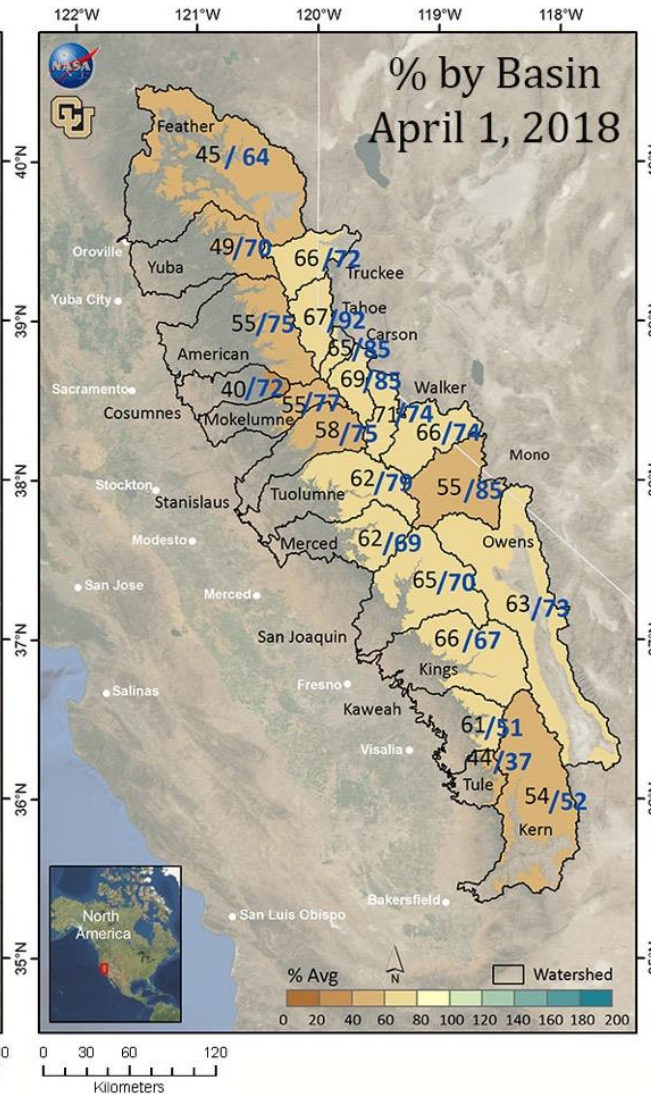 122°W 121°W 120°W 119°W 118°W
NASA
CU
% by Basin
April 1, 2018
40°N
39°N
38°N
37°N
36°N
35°N
Feather
45 / 64
49/70
Oroville
Yuba
66/72
Truckee
Yuba City
Tahoe
67/92
55/75
Carson
65/85
American
69/85
40/72
Walker
Sacramento
55/77
71/74
Cosumnes
Mokelumne
58/75
66/74
Mono
62/79
55/85
Stockton
Stanislaus
Tuolumne
Modesto
Merced
62/69
Owens
San Jose
65/70
Merced
63/73
San Joaquin
66/67
Kings
Salinas
Fresno
Kaweah
61/51
Visalia
44/37
Tule
54/52
Kern
North
America
Bakersfield
San Luis Obispo
% Avg
N
Watershed
0 20 40 60 80 100 120 140 160 180 200
0 30 60 120
Kilometers